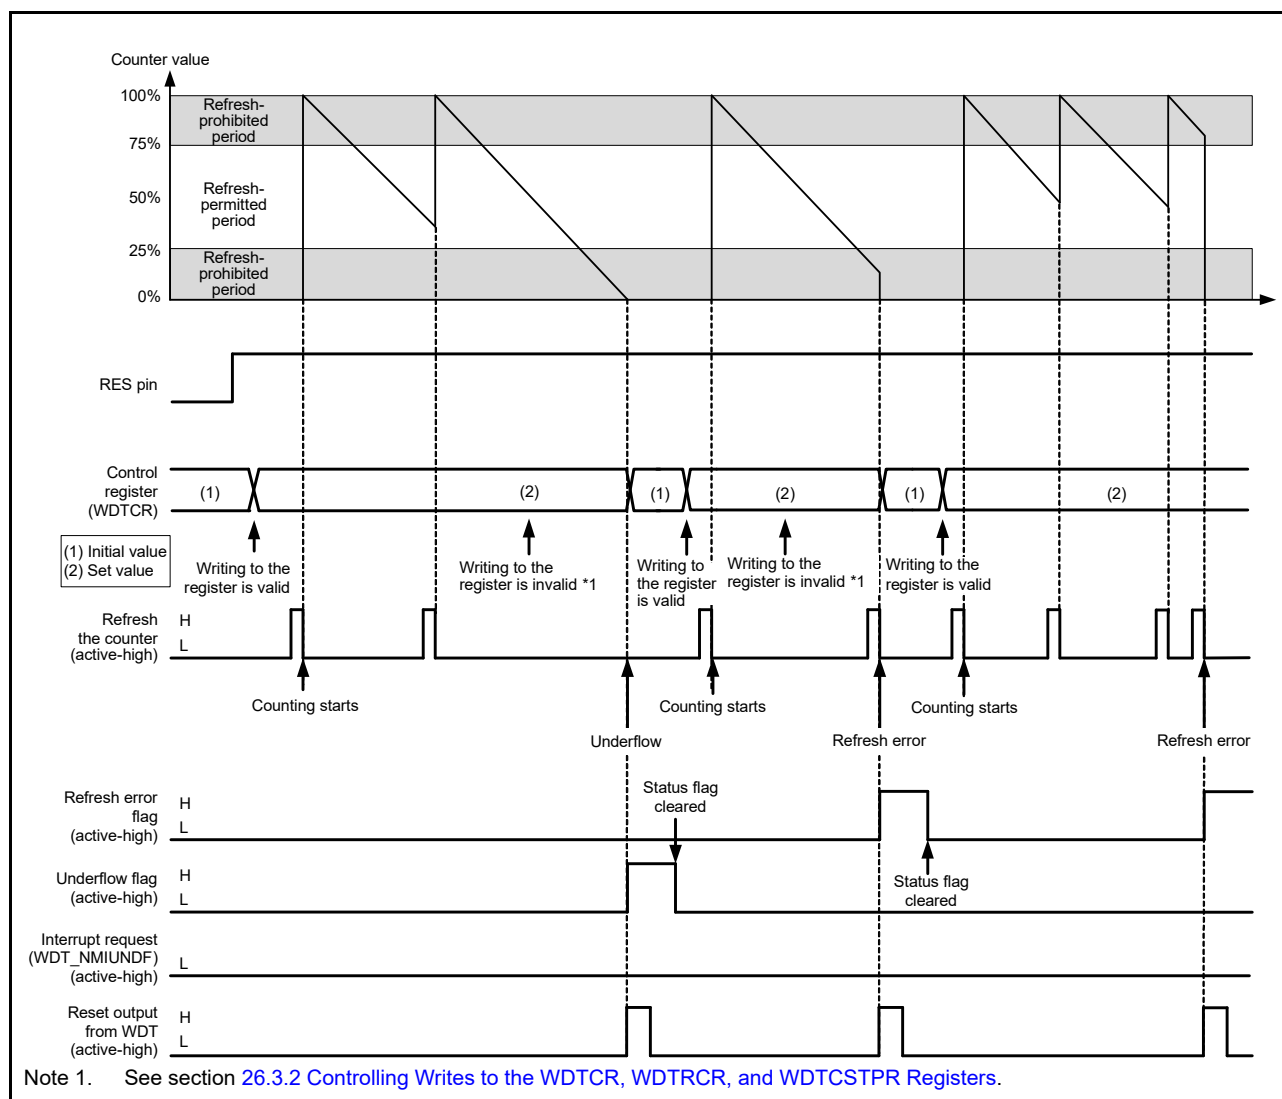 Counter value
100%
Refresh-
prohibited
period
75%
Refresh-
permitted
period
50%
25%
Refresh-
prohibited
period
0%
RES pin
Control
register
(WDTCR)
(1)
(2)
(1)
(2)
(1)
(2)
(1) Initial value
(2) Set value
Writing to the
register is valid
Writing to the
register is invalid *1
Writing to
the register
is valid
Writing to the
register is invalid *1
Writing to the
register is valid
Refresh
the counter
(active-high)
H
L
Counting starts
Counting starts
Counting starts
Underflow
Refresh error
Refresh error
Refresh error
flag
(active-high)
H
L
Status flag
cleared
Underflow flag
(active-high)
H
L
Status flag
cleared
Interrupt request
(WDT_NMIUNDF)
(active-high)
L
Reset output
from WDT
(active-high)
H
L
Note 1. See section 26.3.2 Controlling Writes to the WDTCR, WDTRCR, and WDTCSTPR Registers.